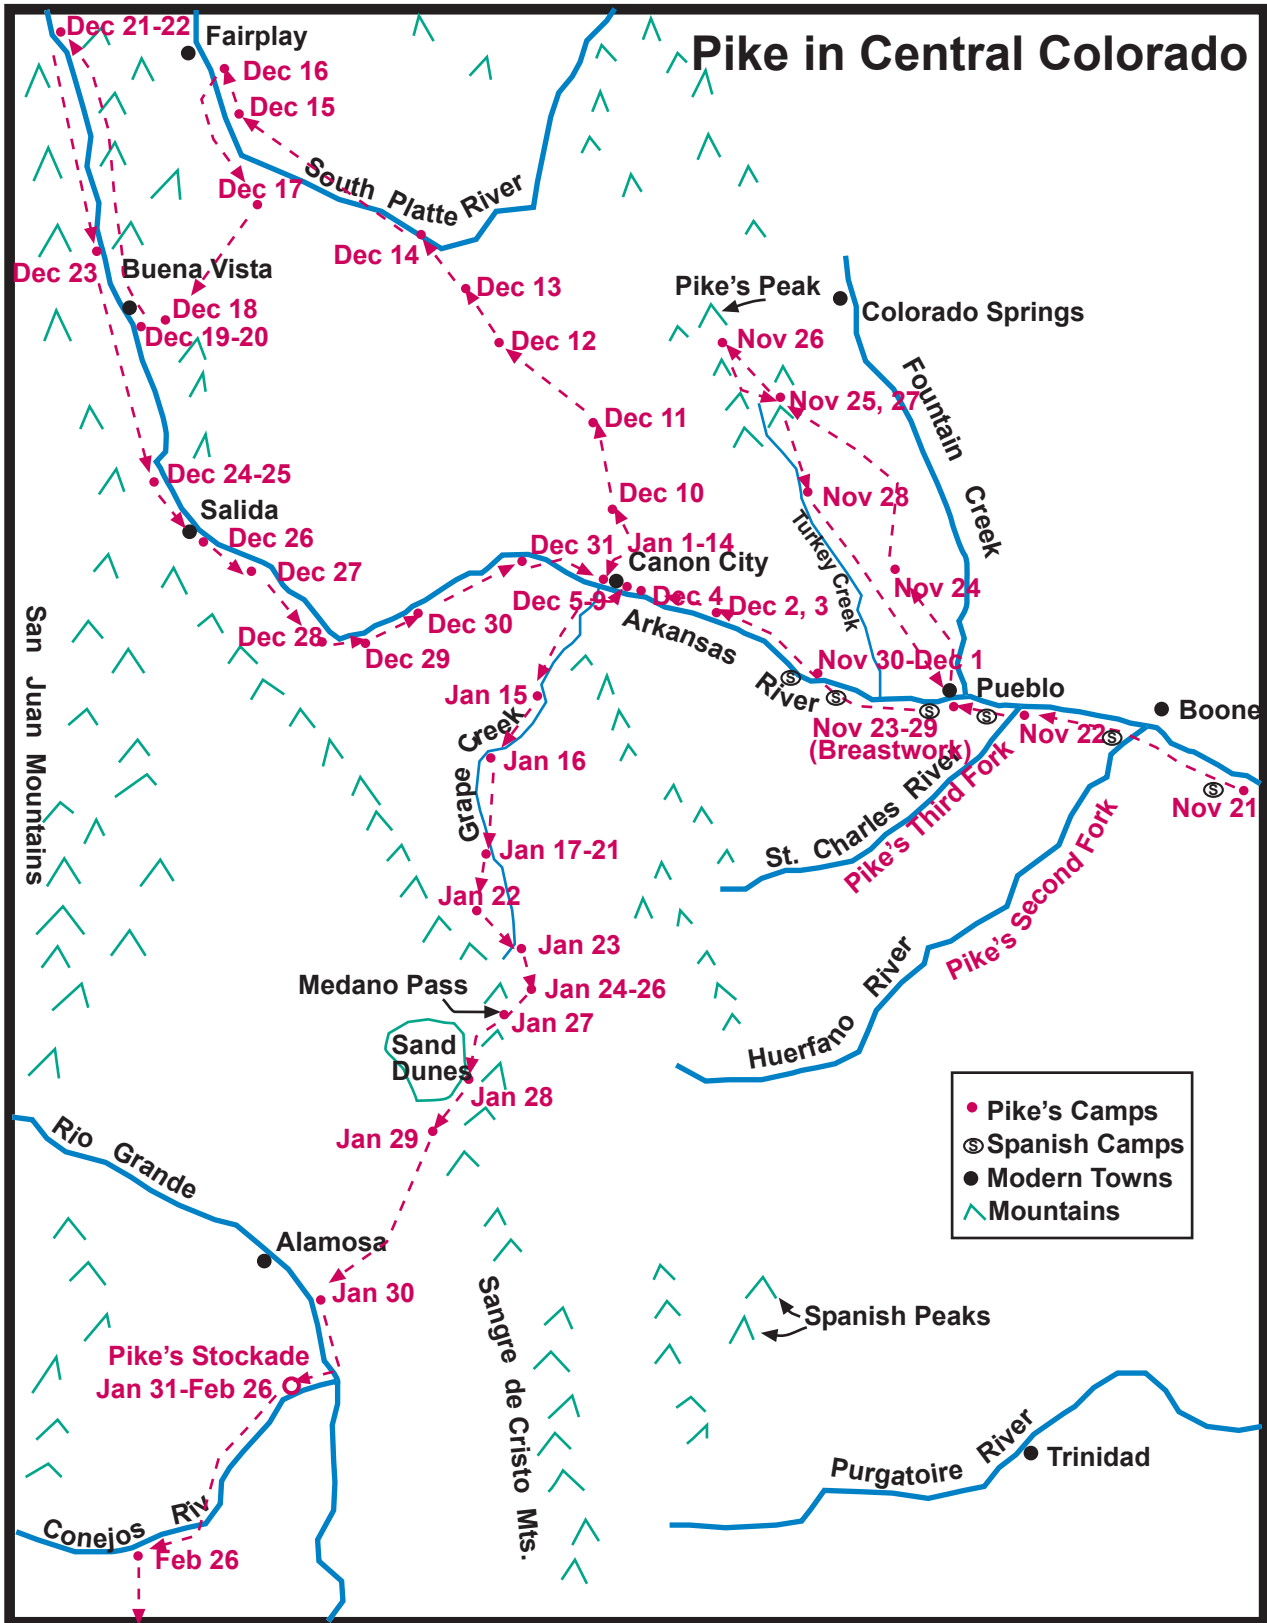 Pike in Central Colorado
Dec 21-22
Fairplay
Dec 16
Dec 15
South Platte River
Dec 17
Dec 14
Dec 23
Buena Vista
Dec 13
Dec 18
Dec 19-20
Dec 12
Pike's Peak
Colorado Springs
Nov 26
Nov 25, 27
Fountain Creek
Dec 11
Dec 24-25
Dec 10
Nov 28
Turkey Creek
Salida
Dec 26
Dec 27
Dec 31
Jan 1-14
Canon City
Dec 5-9
Dec 4
Dec 2, 3
Nov 24
Arkansas River
Dec 28
Dec 29
Dec 30
Nov 30-Dec 1
Pueblo
Boone
San Juan Mountains
Jan 15
Grape Creek
Jan 16
Nov 23-29
(Breastwork)
Nov 22
Nov 21
S
S
S
S
S
S
St. Charles River
Pike's Third Fork
Pike's Second Fork
Huerfano River
Jan 17-21
Jan 22
Jan 23
Medano Pass
Jan 24-26
Jan 27
Sand
Dunes
Jan 28
Jan 29
Pike's Camps
S Spanish Camps
Modern Towns
Mountains
Rio Grande
Alamosa
Jan 30
Sangre de Cristo Mts.
Spanish Peaks
Pike's Stockade
Jan 31-Feb 26
Purgatoire River
Trinidad
Conejos Riv
Feb 26